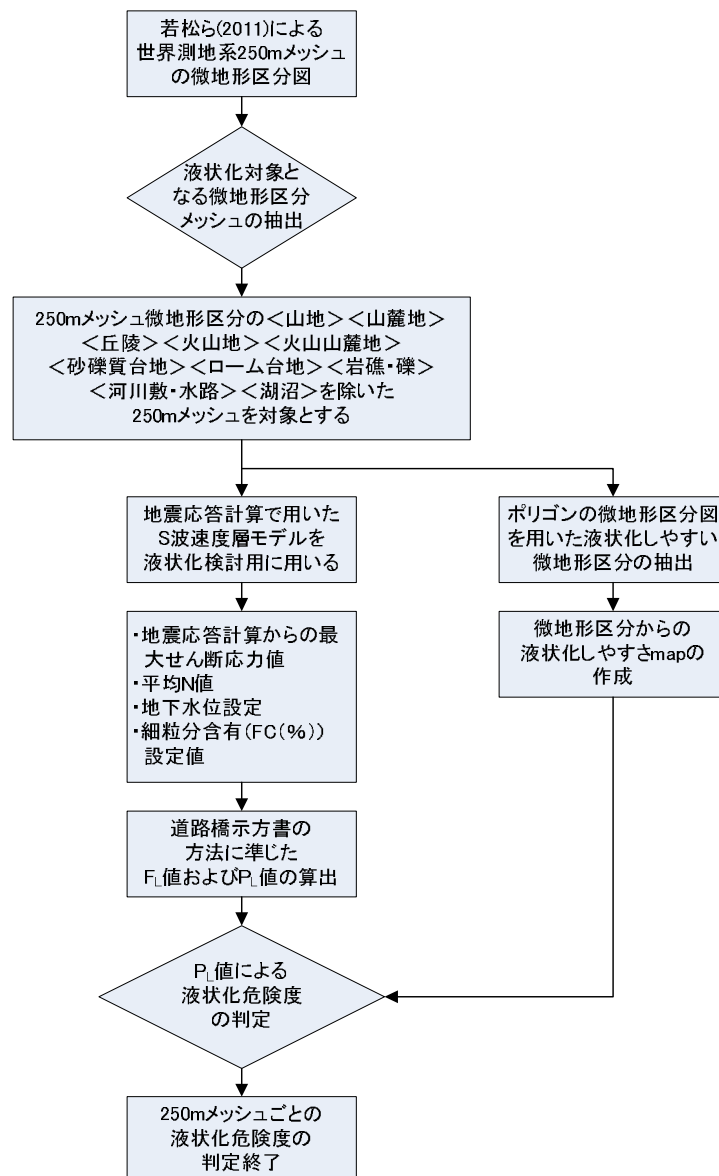 若松ら(2011)による
世界測地系250mメッシュ
の微地形区分図
液状化対象と
なる微地形区分
メッシュの抽出
250mメッシュ微地形区分の＜山地＞＜山麓地＞
＜丘陵＞＜火山地＞＜火山山麓地＞
＜砂礫質台地＞＜ローム台地＞＜岩礁・礫＞
＜河川敷・水路＞＜湖沼＞を除いた
250mメッシュを対象とする
地震応答計算で用いた
S波速度層モデルを
液状化検討用に用いる
・地震応答計算からの最
大せん断応力値
・平均N値
・地下水位設定
・細粒分含有(FC(%))
設定値
道路橋示方書の
方法に準じた
FL値およびPL値の算出
ポリゴンの微地形区分図
を用いた液状化しやすい
微地形区分の抽出
微地形区分からの
液状化しやすさmapの
作成
PL値による
液状化危険度
の判定
250mメッシュごとの
液状化危険度の
判定終了